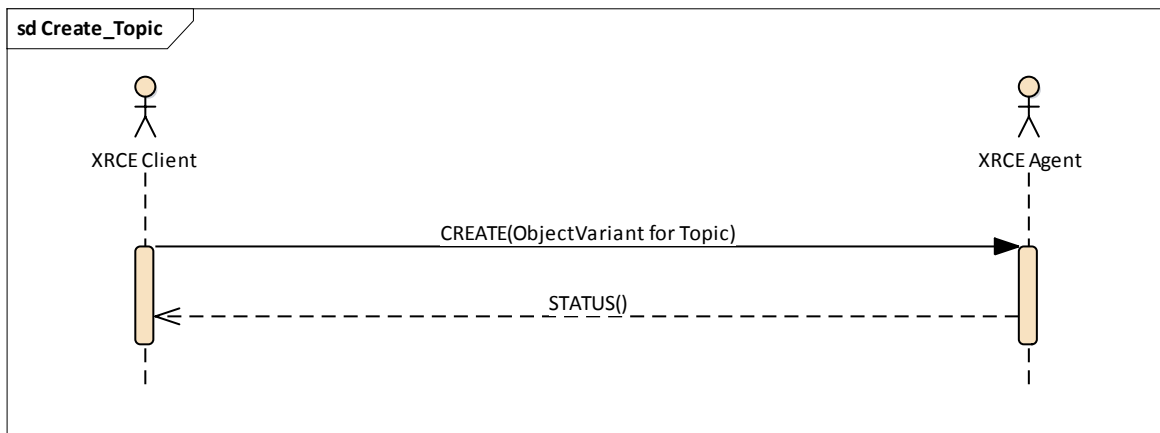 sd Create_Topic
XRCE Client
XRCE Agent
CREATE(ObjectVariant for Topic)
STATUS()